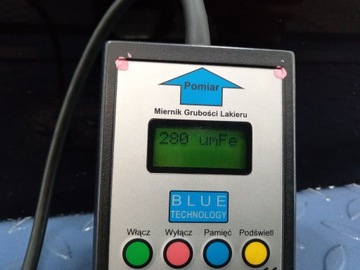 Pomiar
Miernik Grubości Lakieru
280 umFe
BLUE
TECHNOLOGY
Włącz Wyłącz Pamięć Podświetl